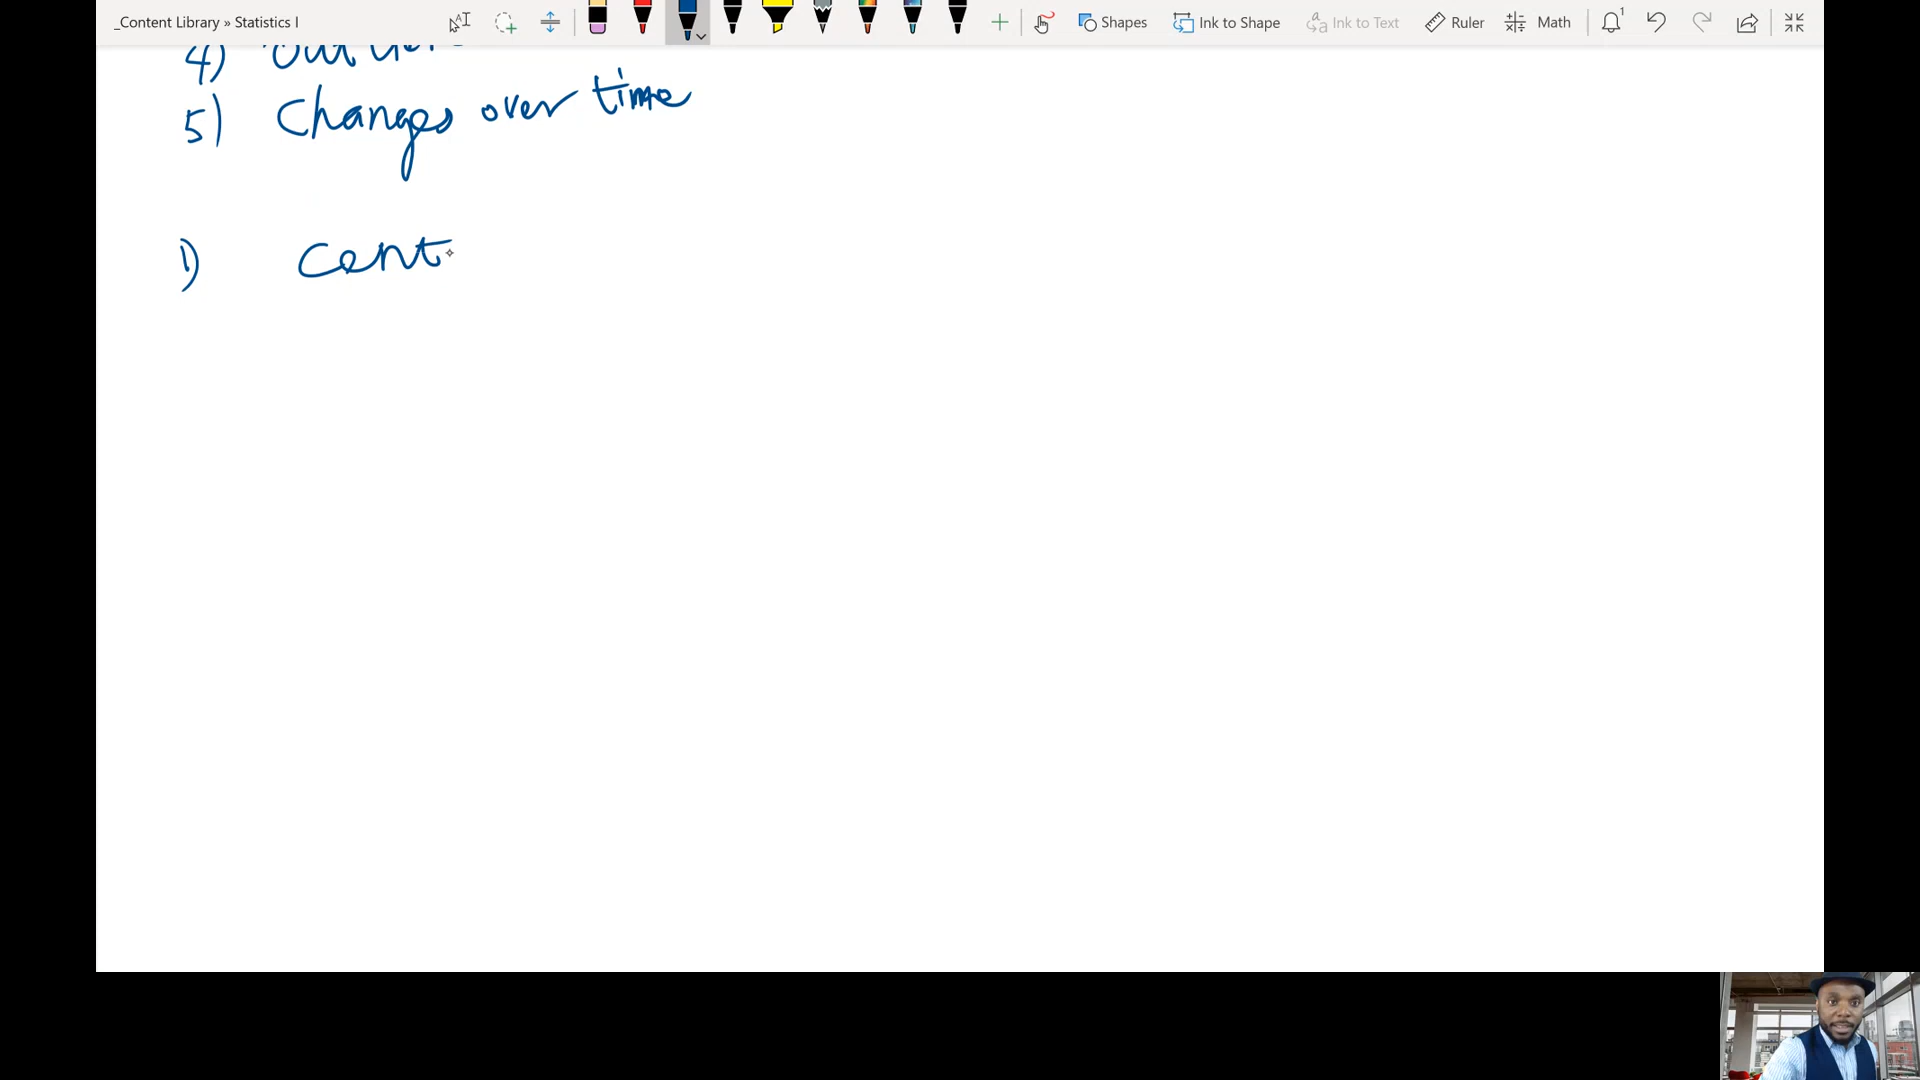 _Content Library » Statistics I Shapes Ink to Shape Ink to Text Ruler Math 1
4)
5) Changes over time
1) Cent